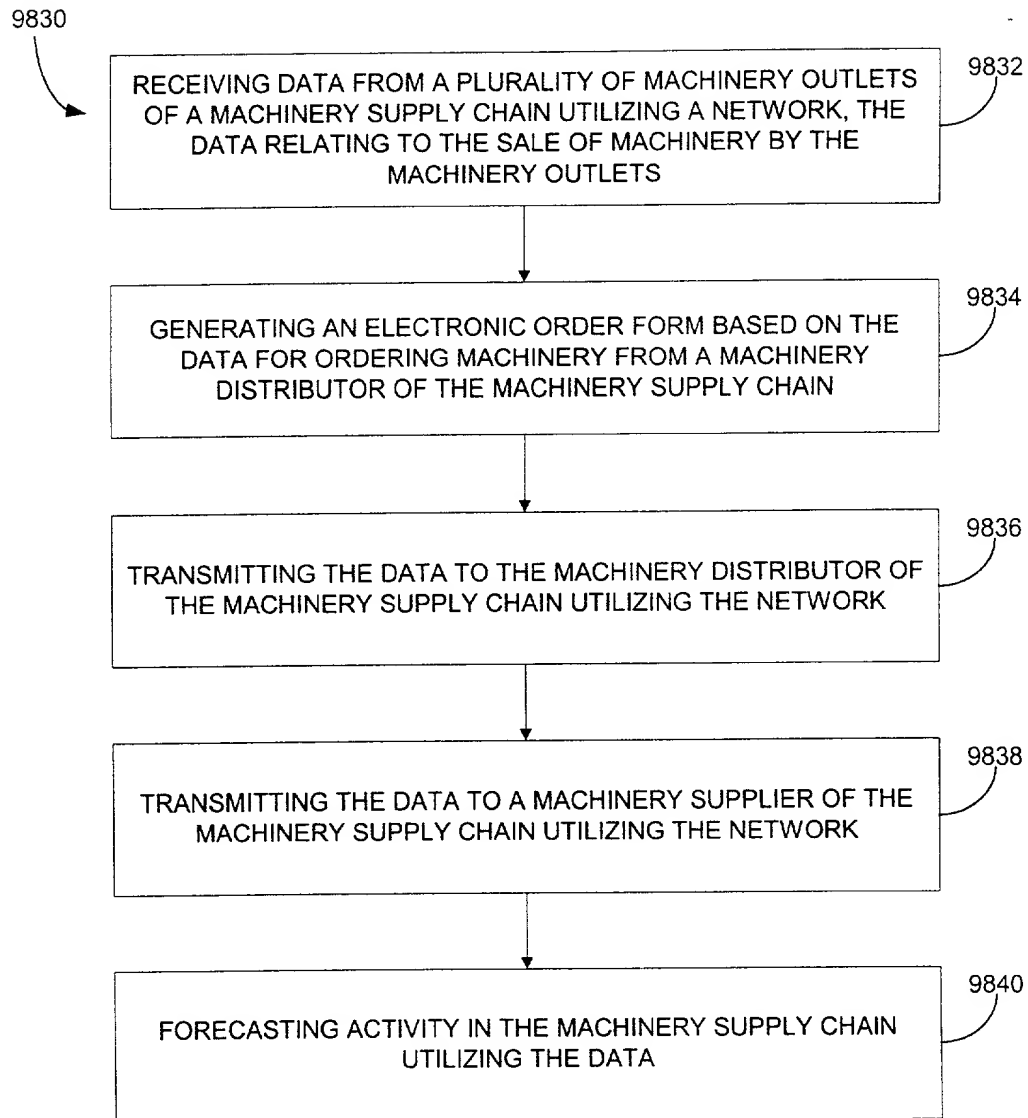 9830
RECEIVING DATA FROM A PLURALITY OF MACHINERY OUTLETS
OF A MACHINERY SUPPLY CHAIN UTILIZING A NETWORK, THE
DATA RELATING TO THE SALE OF MACHINERY BY THE
MACHINERY OUTLETS
9832
GENERATING AN ELECTRONIC ORDER FORM BASED ON THE
DATA FOR ORDERING MACHINERY FROM A MACHINERY
DISTRIBUTOR OF THE MACHINERY SUPPLY CHAIN
9834
TRANSMITTING THE DATA TO THE MACHINERY DISTRIBUTOR OF
THE MACHINERY SUPPLY CHAIN UTILIZING THE NETWORK
9836
TRANSMITTING THE DATA TO A MACHINERY SUPPLIER OF THE
MACHINERY SUPPLY CHAIN UTILIZING THE NETWORK
9838
FORECASTING ACTIVITY IN THE MACHINERY SUPPLY CHAIN
UTILIZING THE DATA
9840